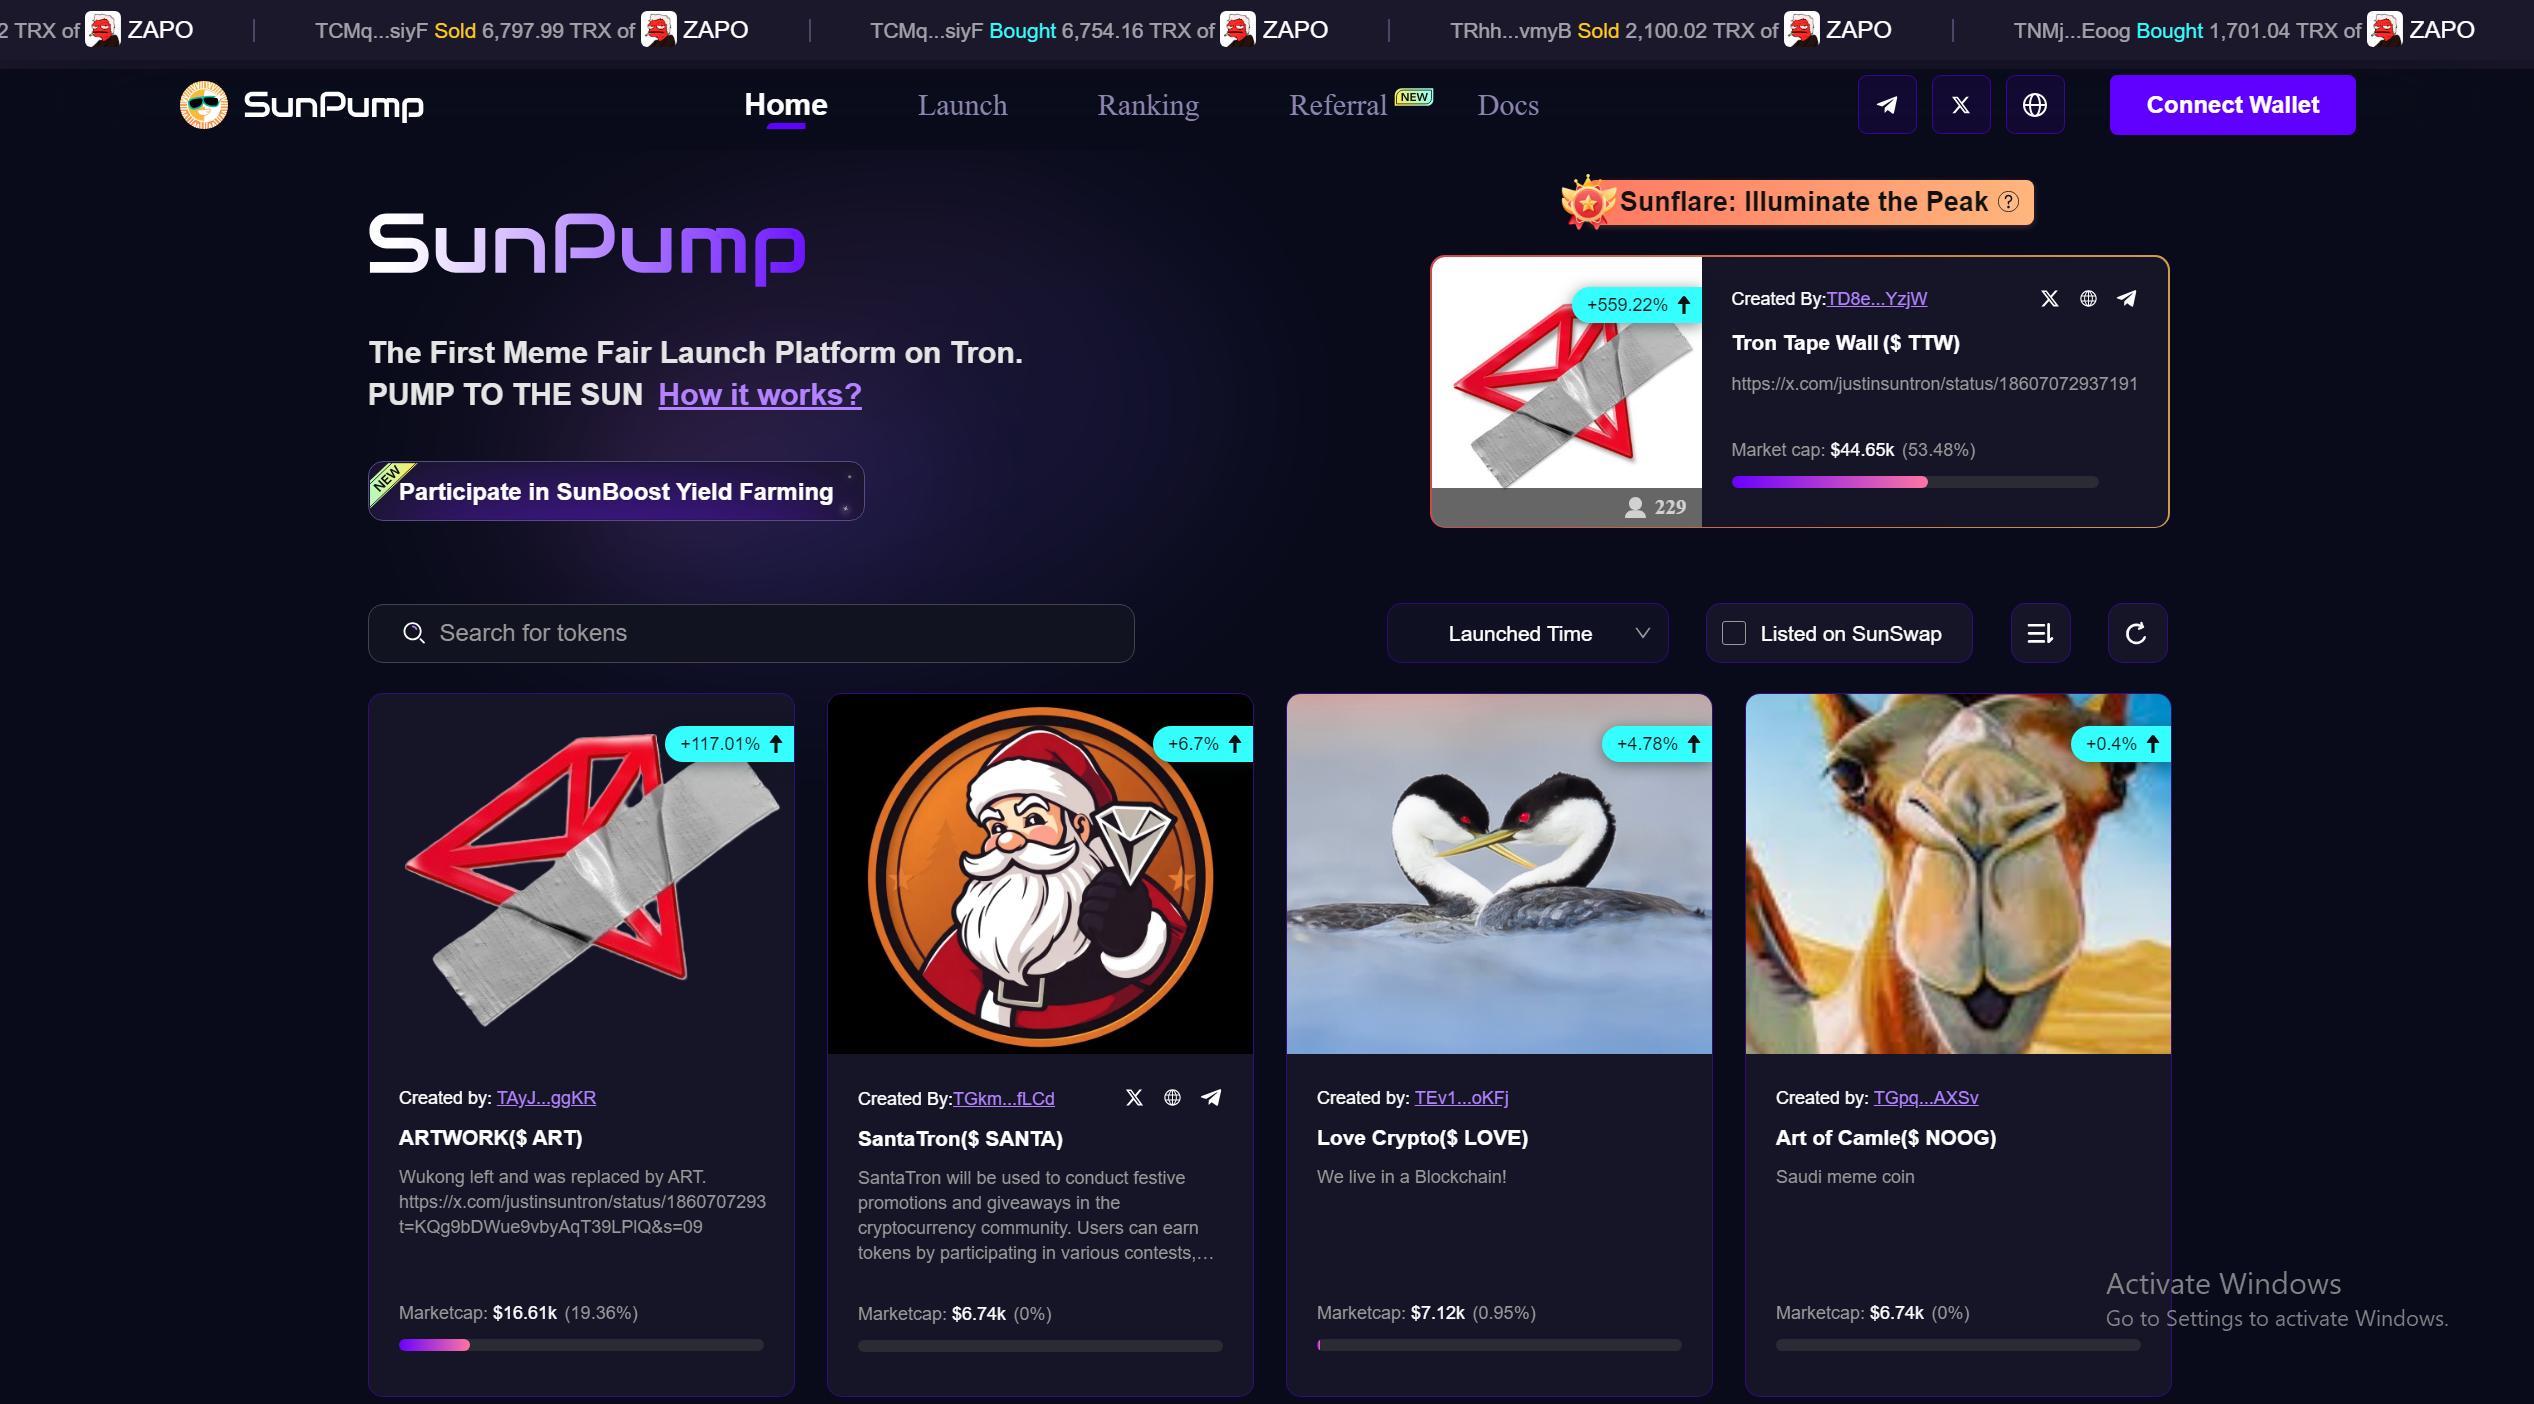 2 TRX of ZAPO | TCMq...siyF Sold 6,797.99 TRX of ZAPO | TCMq...siyF Bought 6,754.16 TRX of ZAPO | TRhh...vmyB Sold 2,100.02 TRX of ZAPO | TNMj...Eoog Bought 1,701.04 TRX of ZAPO
SunPump Home Launch Ranking Referral NEW Docs Connect Wallet
Sunflare: Illuminate the Peak ?
SunPump
The First Meme Fair Launch Platform on Tron.
PUMP TO THE SUN How it works?
NEW
Participate in SunBoost Yield Farming
+559.22%
229
Created By:TD8e...YzjW
Tron Tape Wall ($ TTW)
https://x.com/justinsuntron/status/18607072937191
Market cap: $44.65k (53.48%)
Search for tokens
Launched Time
Listed on SunSwap
+117.01%
Created by: TAyJ...ggKR
ARTWORK($ ART)
Wukong left and was replaced by ART.
https://x.com/justinsuntron/status/1860707293
t=KQg9bDWue9vbyAqT39LPlQ&s=09
Marketcap: $16.61k (19.36%)
+6.7%
Created By:TGkm...fLCd
SantaTron($ SANTA)
SantaTron will be used to conduct festive
promotions and giveaways in the
cryptocurrency community. Users can earn
tokens by participating in various contests,...
Marketcap: $6.74k (0%)
+4.78%
Created by: TEv1...oKFj
Love Crypto($ LOVE)
We live in a Blockchain!
Marketcap: $7.12k (0.95%)
+0.4%
Created by: TGpq...AXSv
Art of Camle($ NOOG)
Saudi meme coin
Marketcap: $6.74k (0%)
Activate Windows
Go to Settings to activate Windows.